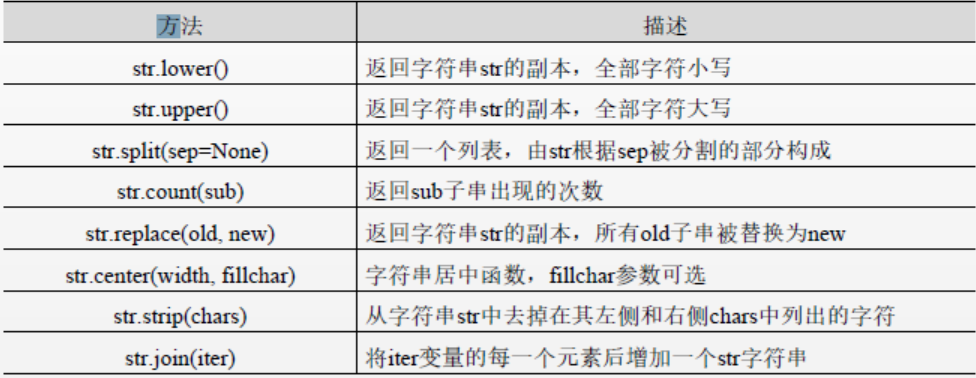 方法 描述
str.lower() 返回字符串str的副本，全部字符小写
str.upper() 返回字符串str的副本，全部字符大写
str.split(sep=None) 返回一个列表，由str根据sep被分割的部分构成
str.count(sub) 返回sub子串出现的次数
str.replace(old, new) 返回字符串str的副本，所有old子串被替换为new
str.center(width, fillchar) 字符串居中函数，fillchar参数可选
str.strip(chars) 从字符串str中去掉在其左侧和右侧chars中列出的字符
str.join(iter) 将iter变量的每一个元素后增加一个str字符串